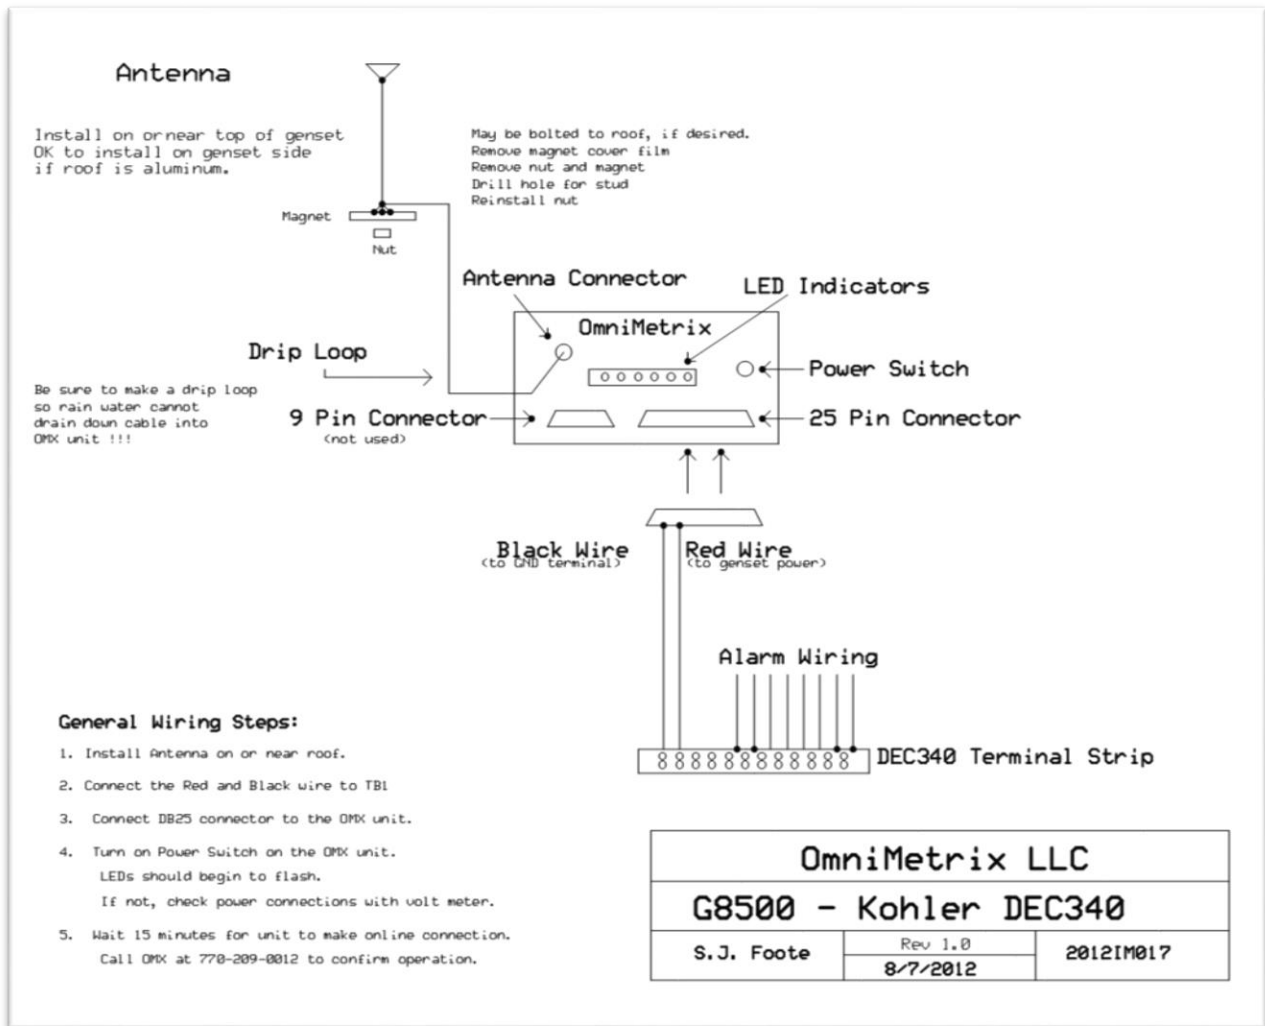 Antenna
Install on or near top of genset
OK to install on genset side
if roof is aluminum.
May be bolted to roof, if desired.
Remove magnet cover film
Remove nut and magnet
Drill hole for stud
Reinstall nut
Magnet
Nut
Antenna Connector
LED Indicators
OmniMetrix
Drip Loop
Power Switch
Be sure to make a drip loop
so rain water cannot
drain down cable into
OMX unit !!!
9 Pin Connector
(not used)
25 Pin Connector
Black Wire
(to GND terminal)
Red Wire
(to genset power)
Alarm Wiring
DEC340 Terminal Strip
General Wiring Steps:
1. Install Antenna on or near roof.
2. Connect the Red and Black wire to TB1
3. Connect DB25 connector to the OMX unit.
4. Turn on Power Switch on the OMX unit.
LEDs should begin to flash.
If not, check power connections with volt meter.
5. Wait 15 minutes for unit to make online connection.
Call OMX at 770-209-0012 to confirm operation.
OmniMetrix LLC
G8500 - Kohler DEC340
S.J. Foote
Rev 1.0
8/7/2012
2012IM017